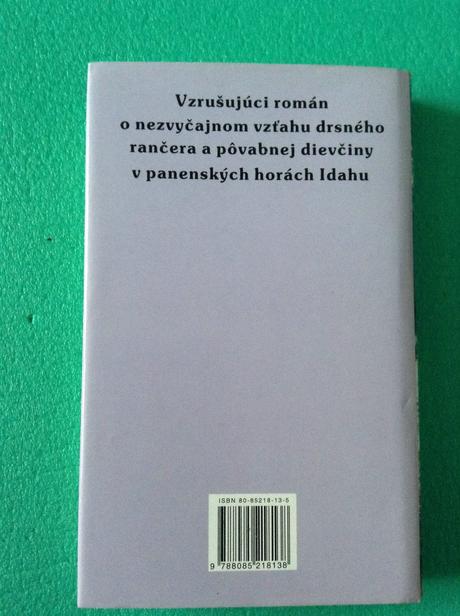 Vzrušujúci román
o nezvyčajnom vzťahu drsného
rančera a pôvabnej dievčiny
v panenských horách Idahu
ISBN 80-85218-13-5
9 788085 218138